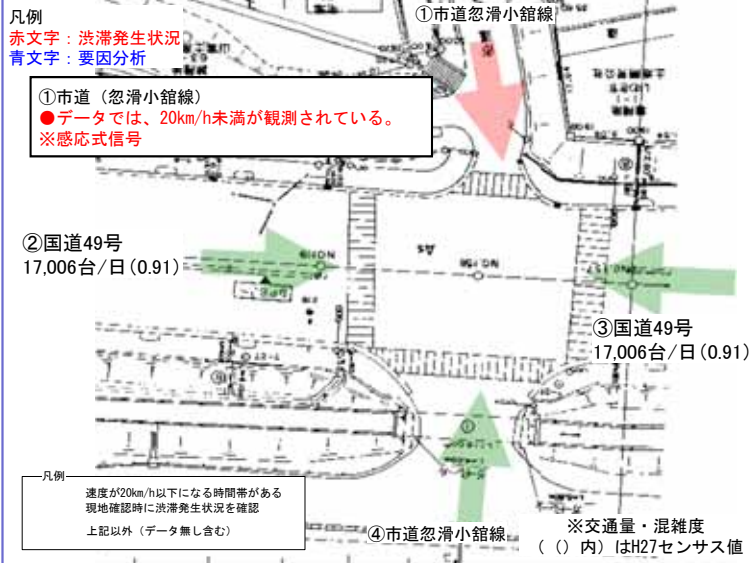 凡例
赤文字：渋滞発生状況
青文字：要因分析
①市道忽滑小舘線
①市道（忽滑小舘線）
●データでは、20km/h未満が観測されている。
※感応式信号
②国道49号
17,006台/日(0.91)
As
NO.158
③国道49号
17,006台/日(0.91)
凡例
速度が20km/h以下になる時間帯がある
現地確認時に渋滞発生状況を確認
上記以外（データ無し含む）
④市道忽滑小舘線
※交通量・混雑度
（（）内）はH27センサス値